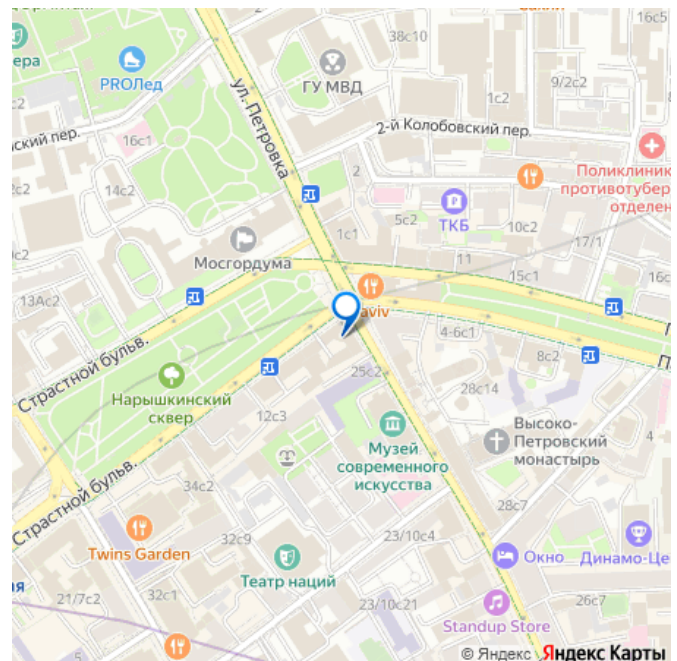 ера
PROЛед
ГУ МВД
38с10
16с5
9/2с2
1с2
ул. Петровка
2-й Колобовский пер.
ский пер.
16с1
14с2
2
5с2
ТКБ
10с2
17/1
Поликлиник
противотубер
отделен
Мосгордума
1с1
11
15с1
16с
13Ас2
aviv
4-6с1
8с2
Страстной бульв.
Нарышкинский
сквер
12с3
25с2
28с14
Музей
современного
искусства
Высоко-
Петровский
монастырь
4
Страстной бульв.
34с2
Twins Garden
32с9
Театр наций
23/10с4
28с7
Окно
Динамо-Це
ая
21/7с2
32с1
23/10с21
Standup Store
26с7
© Яндекс Яндекс Карты